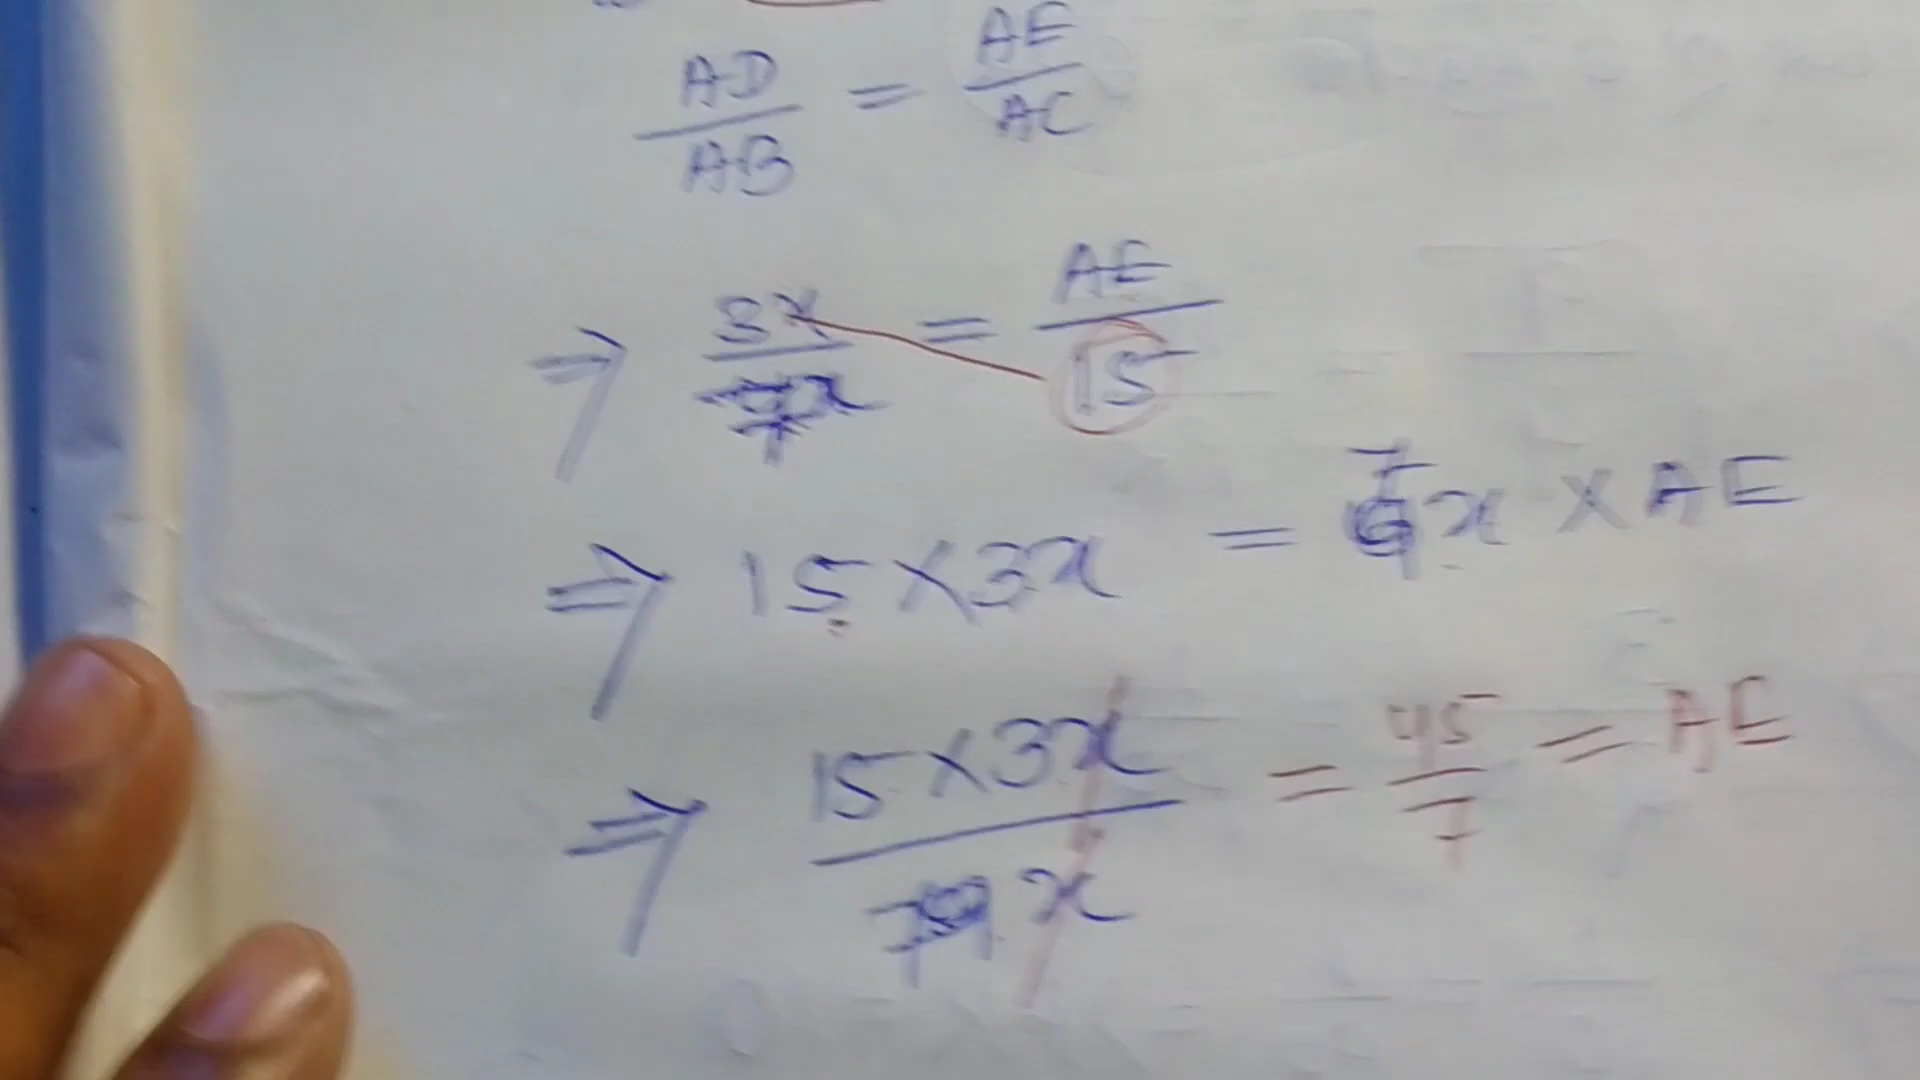 AD/AB = AE/AC
⇒ 3x/7x = AE/15
⇒ 15 × 3x = 7x × AE
⇒ 15 × 3x/7x = 45/7 = AE